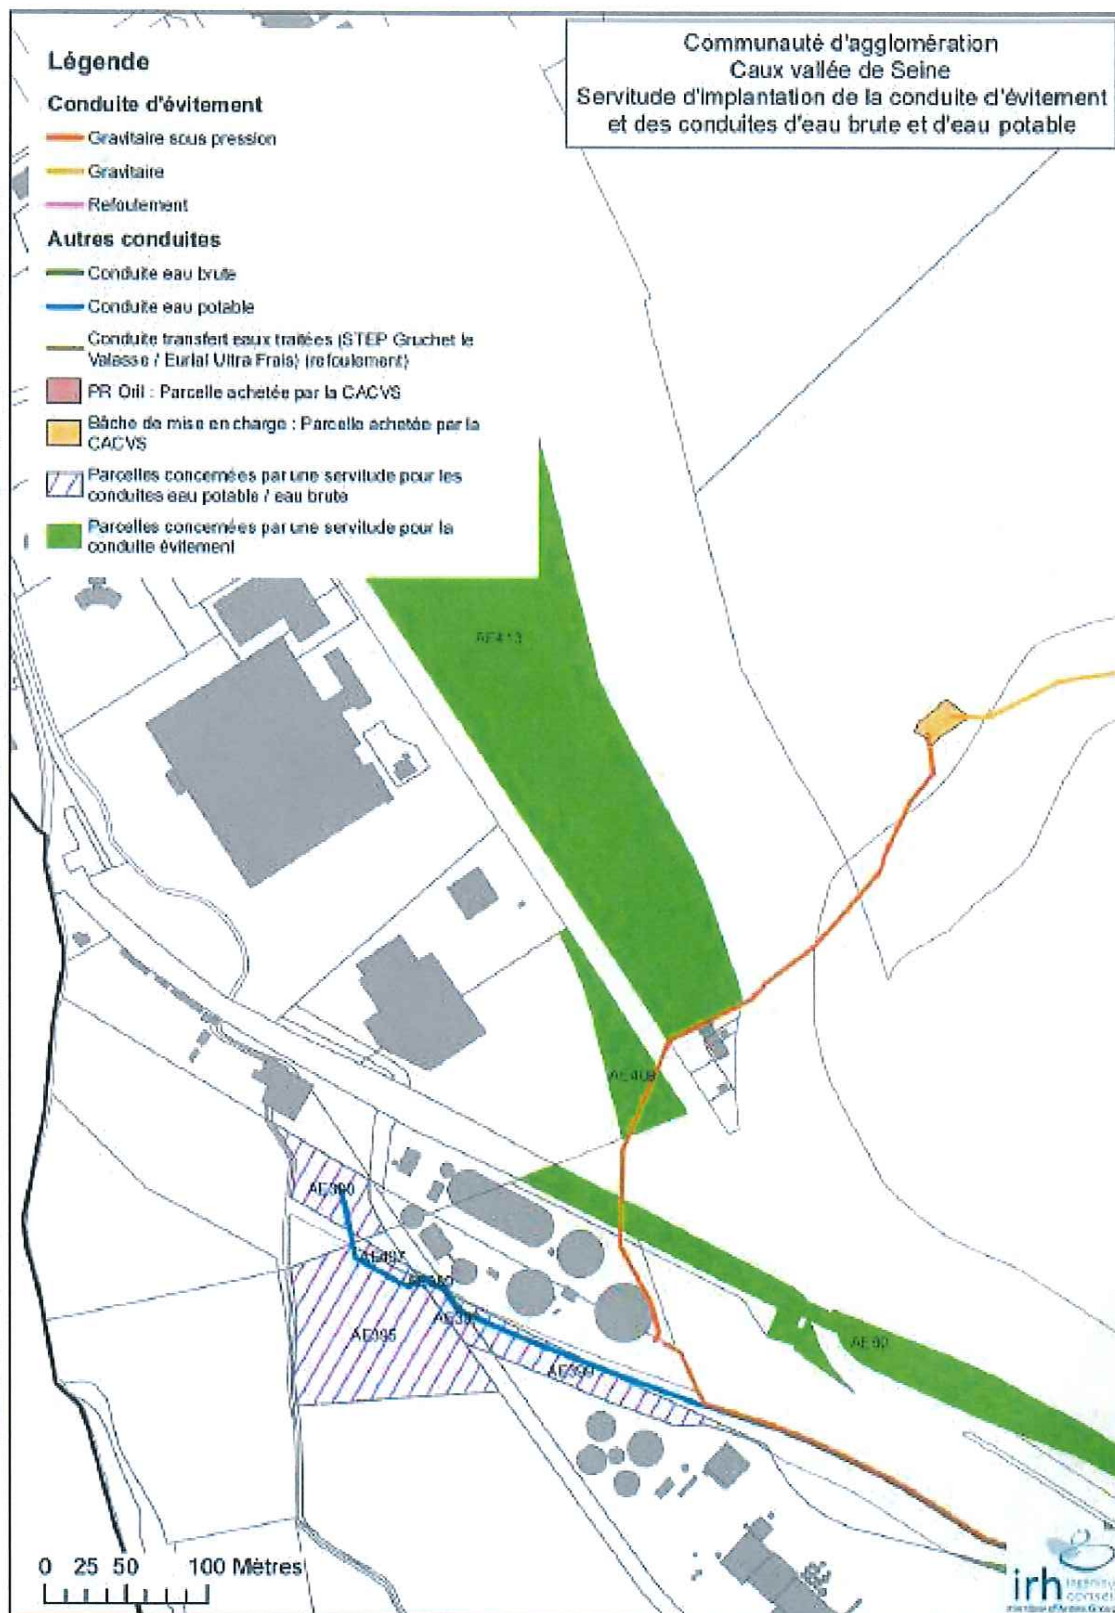 Communauté d'agglomération
Caux vallée de Seine
Servitude d'implantation de la conduite d'évitement
et des conduites d'eau brute et d'eau potable
Légende
Conduite d'évitement
Gravitaire sous pression
Gravitaire
Refoulement
Autres conduites
Conduite eau brute
Conduite eau potable
Conduite transfert eaux traitées (STEP Gruchet le
Valasse / Eurial Ultra Frais) (refoulement)
PR Oril : Parcelle achetée par la CACVS
Bâche de mise en charge : Parcelle achetée par la
CACVS
Parcelles concernées par une servitude pour les
conduites eau potable / eau brute
Parcelles concernées par une servitude pour la
conduite évitement
AE413
AE409
AE390
AE407
AE395
AE399
0 25 50 100 Mètres
irh